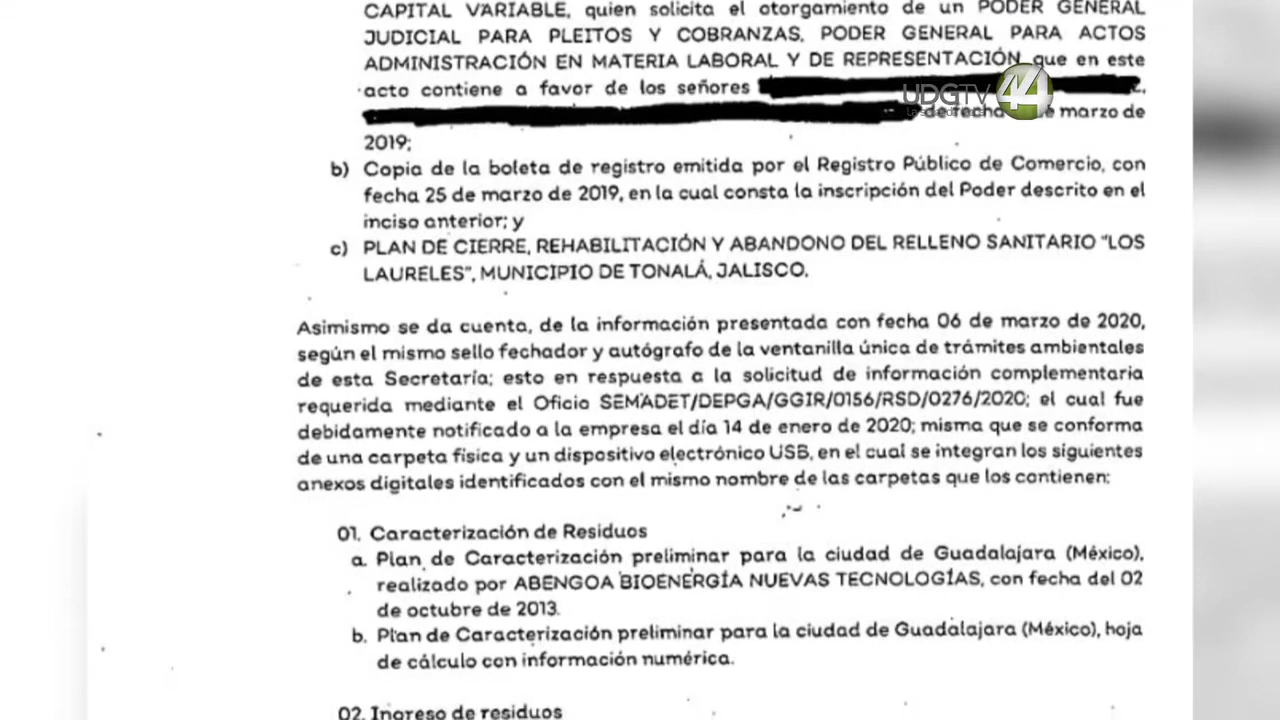 CAPITAL VARIABLE, quien solicita el otorgamiento de un PODER GENERAL
JUDICIAL PARA PLEITOS Y COBRANZAS, PODER GENERAL PARA ACTOS
ADMINISTRACIÓN EN MATERIA LABORAL Y DE REPRESENTACIÓN que en este
acto contiene a favor de los señores
de fecha marzo de
2019;
b) Copia de la boleta de registro emitida por el Registro Público de Comercio, con
fecha 25 de marzo de 2019, en la cual consta la inscripción del Poder descrito en el
inciso anterior; y
c) PLAN DE CIERRE, REHABILITACIÓN Y ABANDONO DEL RELLENO SANITARIO "LOS
LAURELES", MUNICIPIO DE TONALÁ, JALISCO.
Asimismo se da cuenta, de la información presentada con fecha 06 de marzo de 2020,
según el mismo sello fechador y autógrafo de la ventanilla única de trámites ambientales
de esta Secretaría; esto en respuesta a la solicitud de información complementaria
requerida mediante el Oficio SEMADET/DEPGA/GGIR/0156/RSD/0276/2020; el cual fue
debidamente notificado a la empresa el día 14 de enero de 2020; misma que se conforma
de una carpeta física y un dispositivo electrónico USB, en el cual se integran los siguientes
anexos digitales identificados con el mismo nombre de las carpetas que los contienen:
01. Caracterización de Residuos
a. Plan de Caracterización preliminar para la ciudad de Guadalajara (México),
realizado por ABENGOA BIOENERGÍA NUEVAS TECNOLOGÍAS, con fecha del 02
de octubre de 2013.
b. Plan de Caracterización preliminar para la ciudad de Guadalajara (México), hoja
de cálculo con información numérica.
02. Ingreso de residuos
UDGTV 44